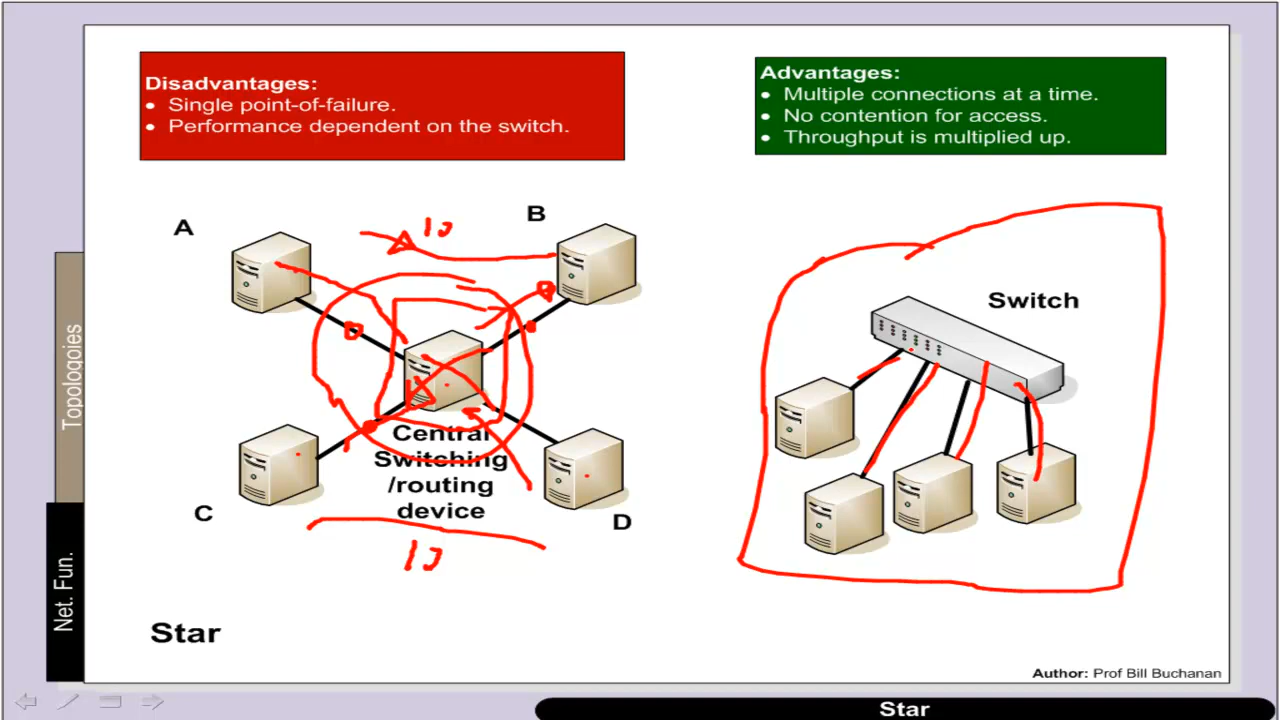 Disadvantages:
● Single point-of-failure.
● Performance dependent on the switch.
Advantages:
● Multiple connections at a time.
● No contention for access.
● Throughput is multiplied up.
A
B
Switch
Central
Switching
/routing
device
C
D
Topologoies
Net. Fun.
Star
Author: Prof Bill Buchanan
Star